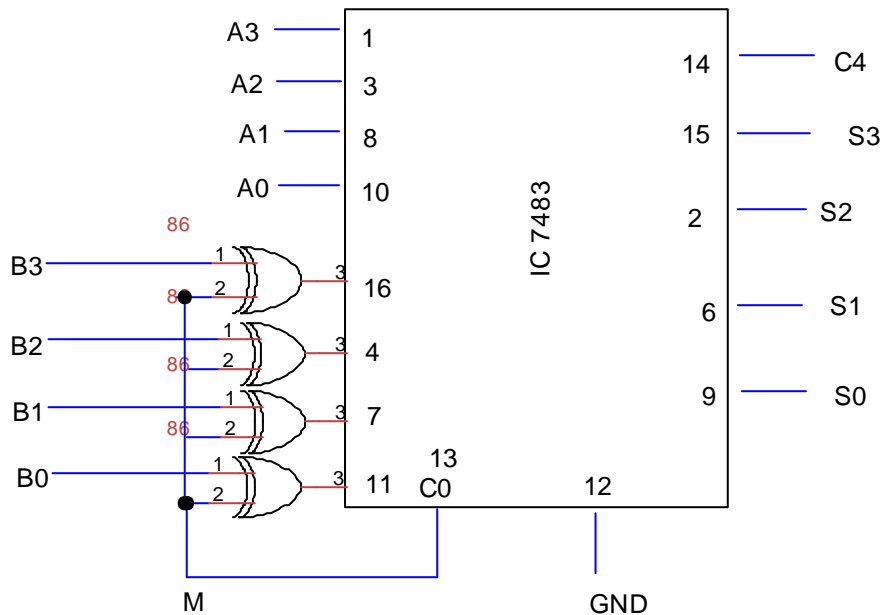 A3 1 14 C4
A2 3
A1 8 15 S3
A0 10
IC 7483
86 2 S2
B3 1 3 16
8 2 6 S1
B2 1 3 4
86 2
B1 1 3 7 9 S0
86 2
B0 1 3 11 13
2 C0 12
M GND